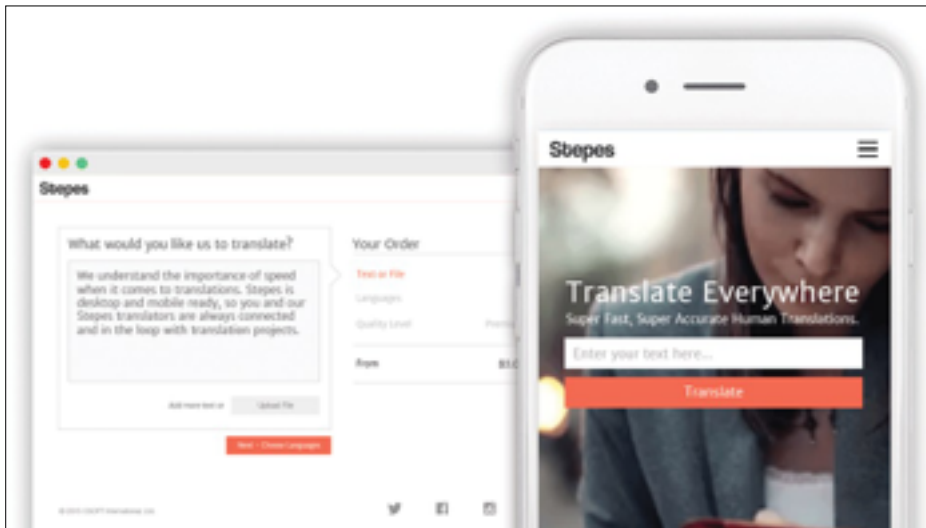 Stepes
What would you like us to translate?
We understand the importance of speed
when it comes to translations. Stepes is
desktop and mobile ready, so you and our
Stepes translators are always connected
and in the loop with translation projects.
Add more text or
Upload File
Next - Choose Languages
Your Order
Text or File
Languages
Quality Level
From
Stepes
Translate Everywhere
Super Fast, Super Accurate Human Translations.
Enter your text here...
Translate